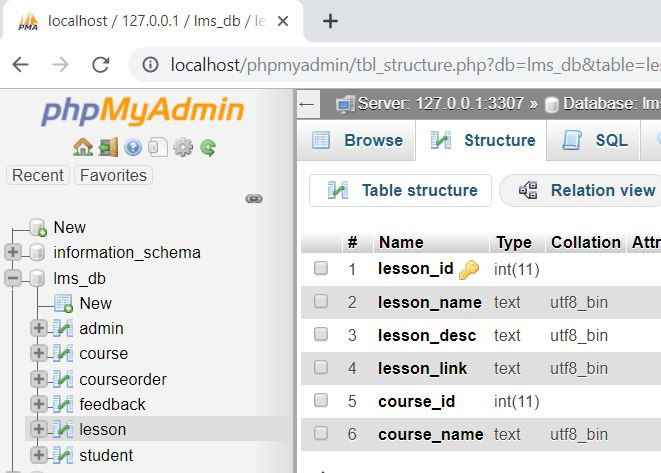 PMA
localhost / 127.0.0.1 / lms_db / le
localhost/phpmyadmin/tbl_structure.php?db=lms_db&table=le
phpMyAdmin
Recent Favorites
New
information_schema
lms_db
New
admin
course
courseorder
feedback
lesson
student
Server: 127.0.0.1:3307 » Database: lms
Browse Structure SQL
Table structure Relation view
# Name Type Collation Attr
1 lesson_id int(11)
2 lesson_name text utf8_bin
3 lesson_desc text utf8_bin
4 lesson_link text utf8_bin
5 course_id int(11)
6 course_name text utf8_bin